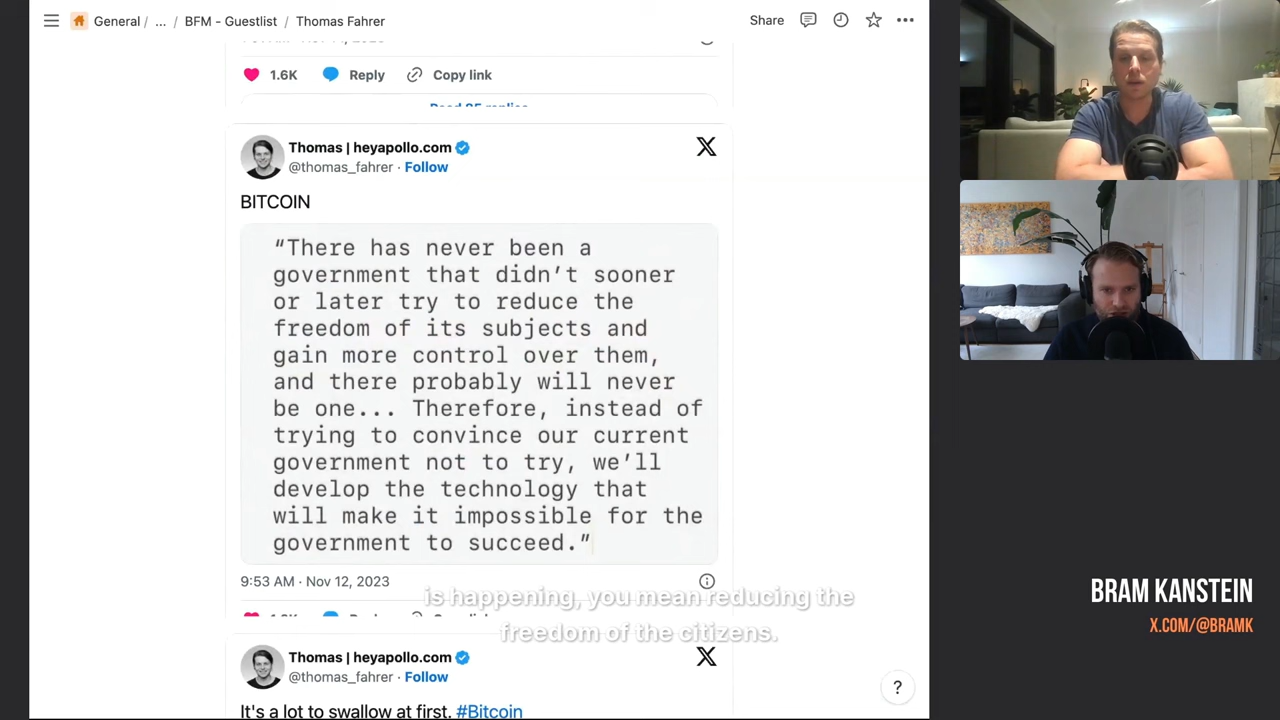 General / ... / BFM - Guestlist / Thomas Fahrer
Share
1.6K Reply Copy link
Thomas | heyapollo.com
@thomas_fahrer · Follow
BITCOIN
“There has never been a
government that didn’t sooner
or later try to reduce the
freedom of its subjects and
gain more control over them,
and there probably will never
be one... Therefore, instead of
trying to convince our current
government not to try, we’ll
develop the technology that
will make it impossible for the
government to succeed.”
9:53 AM · Nov 12, 2023
is happening, you mean reducing the
freedom of the citizens.
Thomas | heyapollo.com
@thomas_fahrer · Follow
It's a lot to swallow at first. #Bitcoin
?
BRAM KANSTEIN
X.COM/@BRAMK